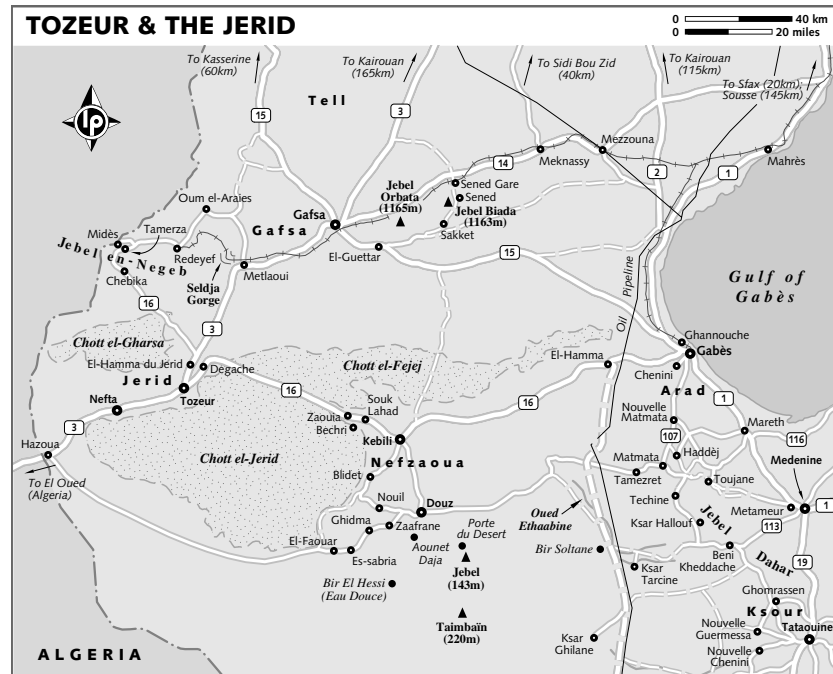 TOZEUR & THE JERID
0 40 km
0 20 miles
To Kasserine
(60km)
To Kairouan
(165km)
To Sidi Bou Zid
(40km)
To Kairouan
(115km)
To Sfax (20km);
Sousse (145km)
lp
Tell
15
3
14
2
1
Meknassy
Mezzouna
Mahrès
Sened Gare
Sened
Jebel
Orbata
(1165m)
Jebel Biada
(1163m)
Oum el-Araies
Gafsa
Gafsa
Sakket
Midès
Tamerza
Redeyef
El-Guettar
15
Jebel en-Negeb
Chebika
Metlaoui
Seldja
Gorge
16
3
Oil Pipeline
Gulf of
Gabès
Chott el-Gharsa
Ghannouche
El-Hamma du Jerid
Degache
Chott el-Fejej
El-Hamma
Gabès
Chenini
Jerid
Tozeur
16
Souk
Lahad
16
Arad
Nefta
Zaouia
Bechri
Nouvelle
Matmata
1
3
Kebili
107
Mareth
116
Hazoua
Chott el-Jerid
Nefzaoua
Matmata
Haddèj
Medenine
To El Oued
(Algeria)
Blidet
Tamezret
Toujane
Techine
Nouil
Douz
Oued
Ethaabine
Metameur
1
Ghidma
Zaafrane
Porte
du Desert
Ksar Hallouf
Jebel
113
El-Faouar
Es-sabria
Aounet
Daja
Bir Soltane
Beni
Kheddache
Dahar
19
Bir El Hessi
(Eau Douce)
Jebel
(143m)
Ksar
Tarcine
Ghomrassen
Taimbaïn
(220m)
Ksour
Ksar
Ghilane
Nouvelle
Guermessa
Tataouine
Nouvelle
Chenini
ALGERIA